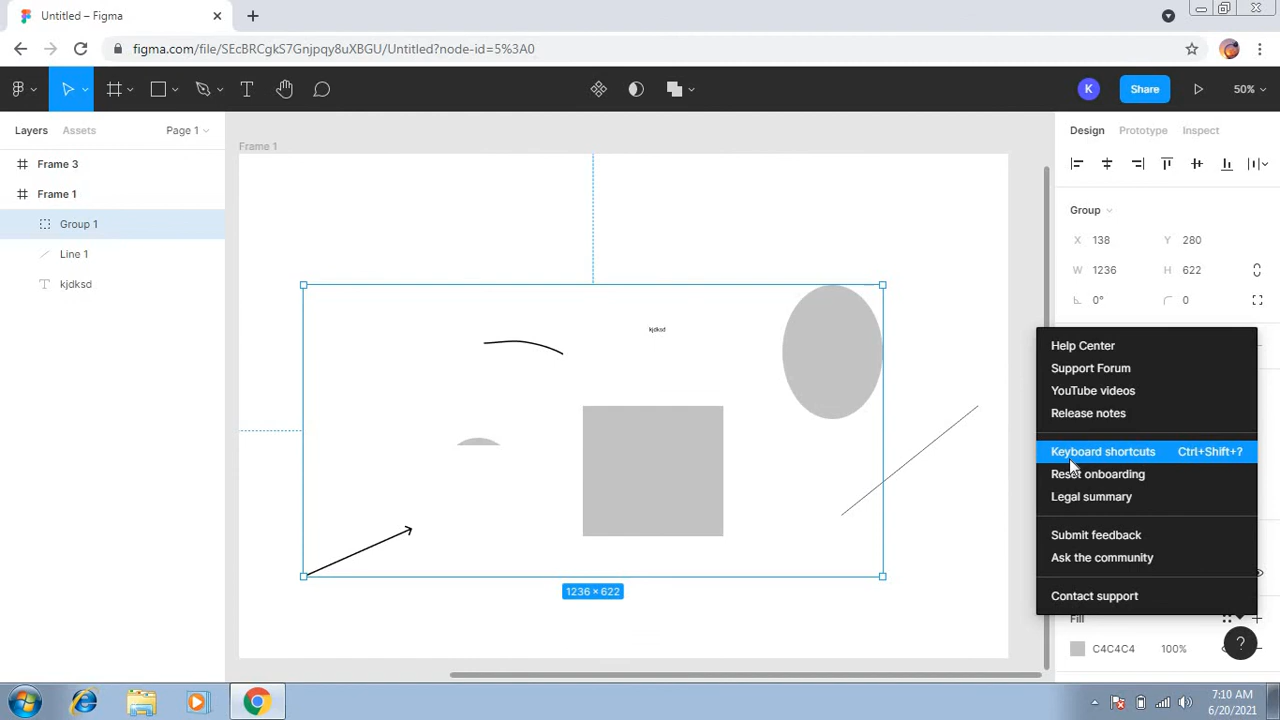 Untitled – Figma
figma.com/file/SEcBRCgkS7Gnjpqy8uXBGU/Untitled?node-id=5%3A0
K
Share
50%
Layers
Assets
Page 1
Frame 3
Frame 1
Group 1
Line 1
kjdksd
Frame 1
kjdksd
1236 × 622
Design
Prototype
Inspect
Group
X 138
Y 280
W 1236
H 622
0°
0
Help Center
Support Forum
YouTube videos
Release notes
Keyboard shortcuts Ctrl+Shift+?
Reset onboarding
Legal summary
Submit feedback
Ask the community
Contact support
Fill
C4C4C4 100%
?
7:10 AM
6/20/2021